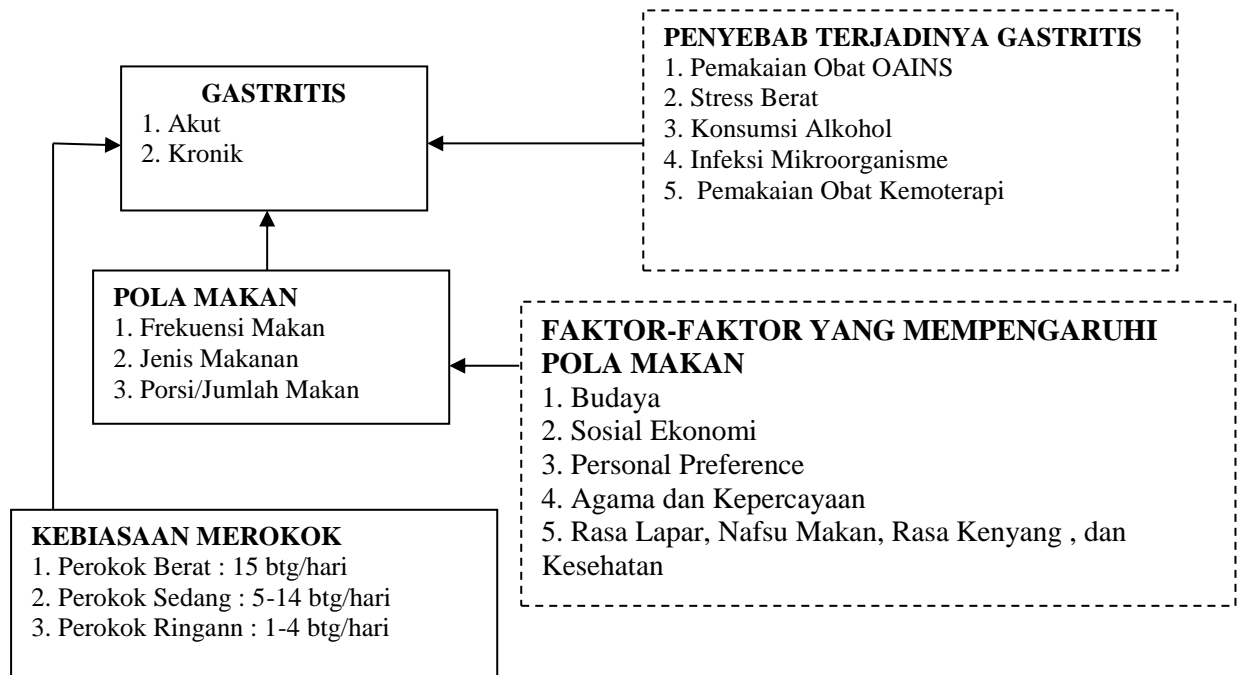 PENYEBAB TERJADINYA GASTRITIS
1. Pemakaian Obat OAINS
2. Stress Berat
3. Konsumsi Alkohol
4. Infeksi Mikroorganisme
5. Pemakaian Obat Kemoterapi
GASTRITIS
1. Akut
2. Kronik
POLA MAKAN
1. Frekuensi Makan
2. Jenis Makanan
3. Porsi/Jumlah Makan
FAKTOR-FAKTOR YANG MEMPENGARUHI
POLA MAKAN
1. Budaya
2. Sosial Ekonomi
3. Personal Preference
4. Agama dan Kepercayaan
5. Rasa Lapar, Nafsu Makan, Rasa Kenyang , dan
Kesehatan
KEBIASAAN MEROKOK
1. Perokok Berat : 15 btg/hari
2. Perokok Sedang : 5-14 btg/hari
3. Perokok Ringann : 1-4 btg/hari